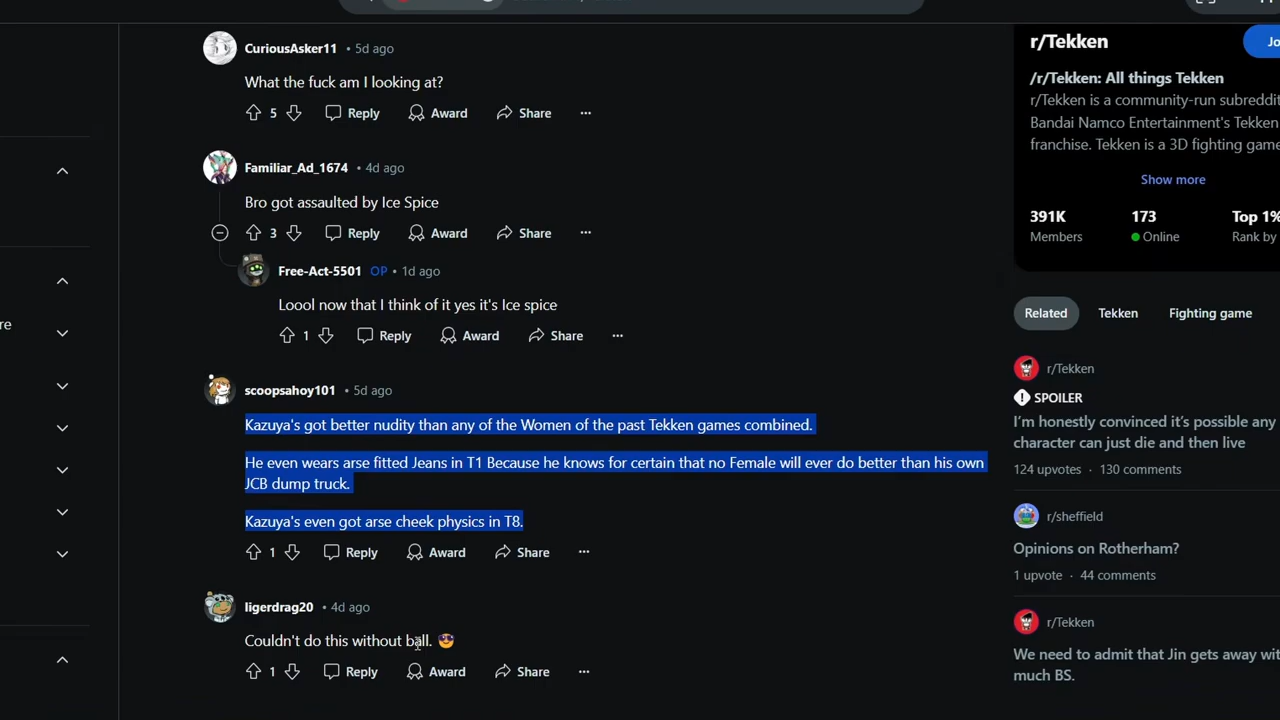 CuriousAsker11 • 5d ago
What the fuck am I looking at?
5 Reply Award Share ...
Familiar_Ad_1674 • 4d ago
Bro got assaulted by Ice Spice
3 Reply Award Share ...
Free-Act-5501 OP • 1d ago
Loool now that I think of it yes it's Ice spice
1 Reply Award Share ...
scoopsahoy101 • 5d ago
Kazuya's got better nudity than any of the Women of the past Tekken games combined.
He even wears arse fitted Jeans in T1 Because he knows for certain that no Female will ever do better than his own
JCB dump truck.
Kazuya's even got arse cheek physics in T8.
1 Reply Award Share ...
ligerdrag20 • 4d ago
Couldn't do this without ball. 😎
1 Reply Award Share ...
re
r/Tekken
Jo
/r/Tekken: All things Tekken
r/Tekken is a community-run subreddit
Bandai Namco Entertainment's Tekken
franchise. Tekken is a 3D fighting game
Show more
391K 173 Top 1%
Members Online Rank by
Related Tekken Fighting game
r/Tekken
SPOILER
I'm honestly convinced it's possible any
character can just die and then live
124 upvotes · 130 comments
r/sheffield
Opinions on Rotherham?
1 upvote · 44 comments
r/Tekken
We need to admit that Jin gets away wit
much BS.